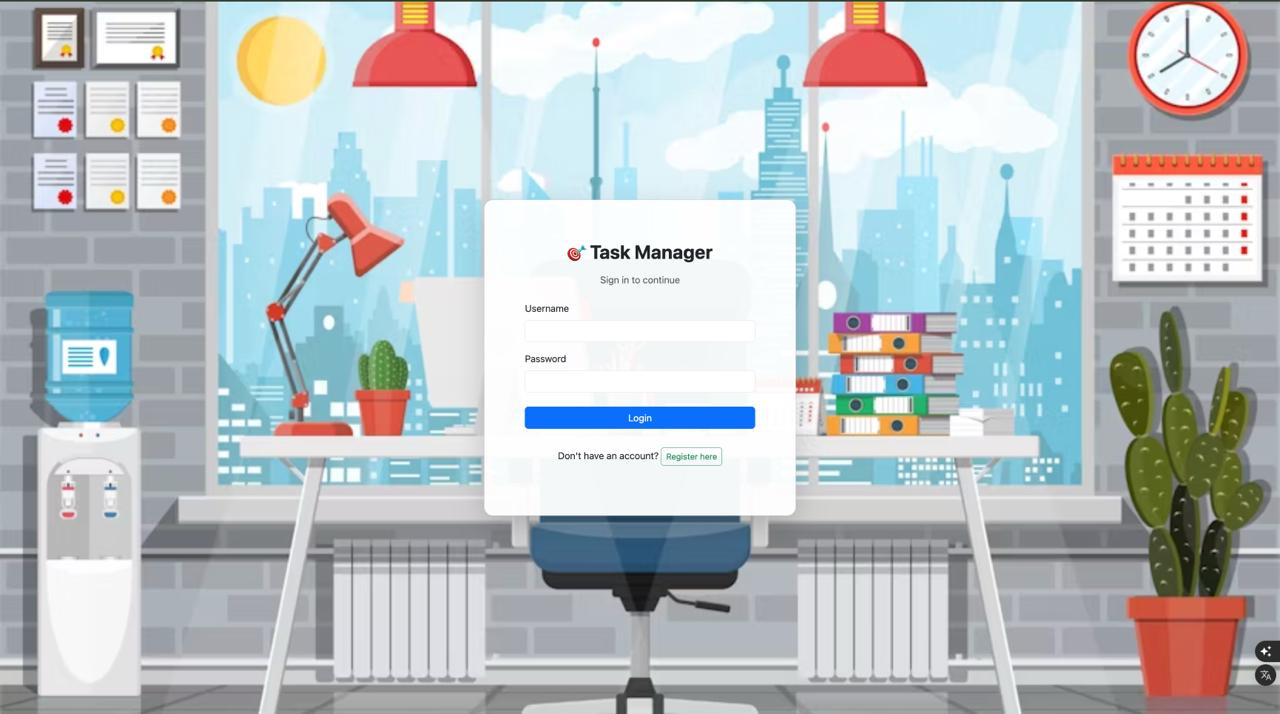 Task Manager
Sign in to continue
Username
Password
Login
Don't have an account? Register here